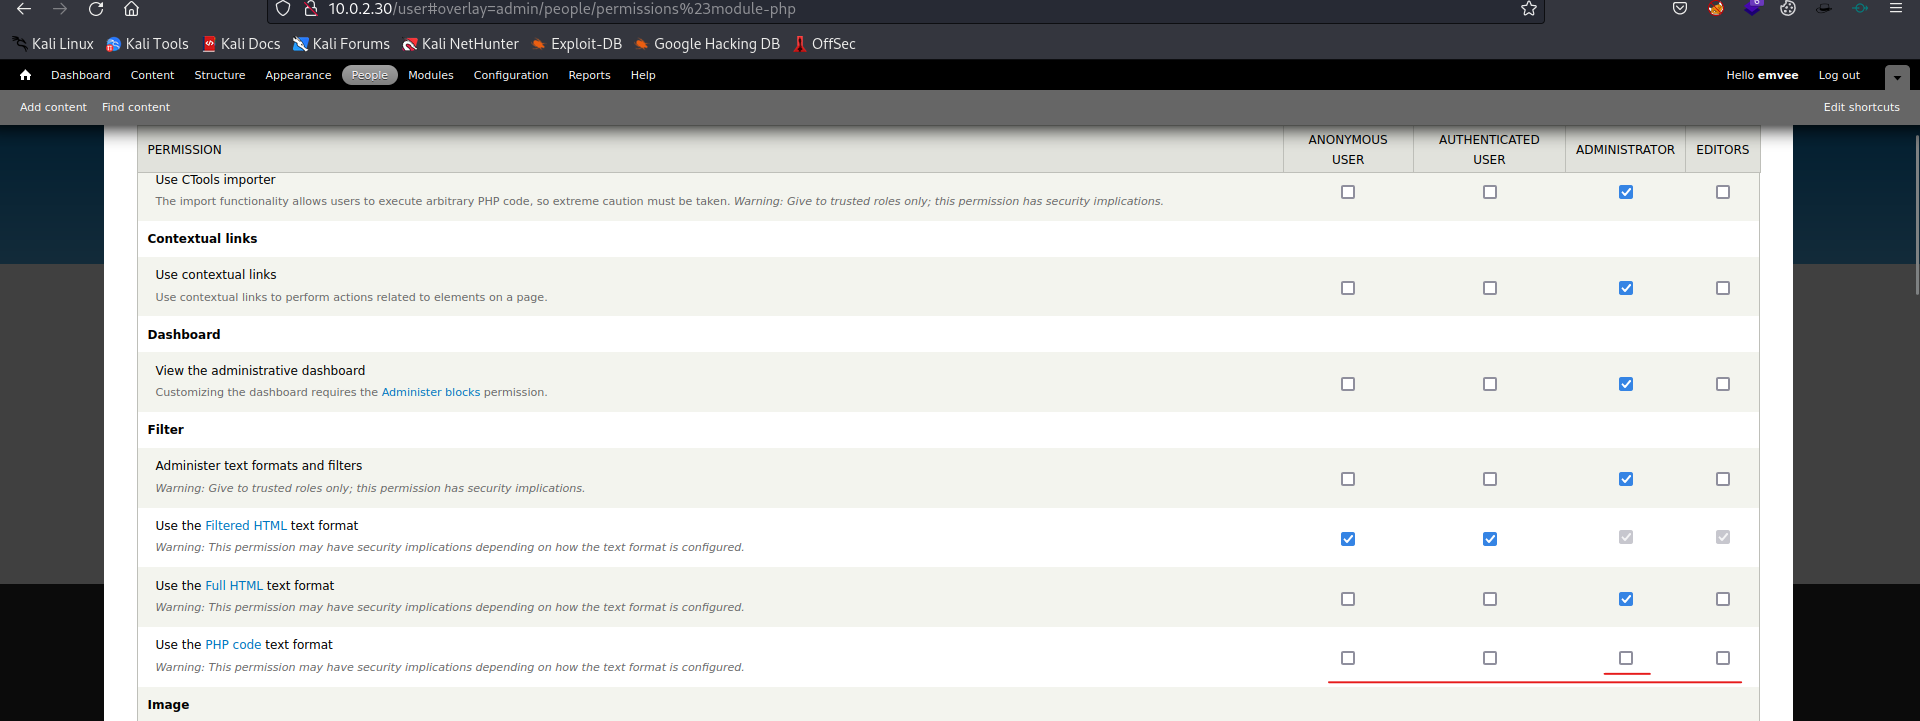 10.0.2.30/user#overlay=admin/people/permissions%23module-php
Kali Linux Kali Tools Kali Docs Kali Forums Kali NetHunter Exploit-DB Google Hacking DB OffSec
Dashboard Content Structure Appearance People Modules Configuration Reports Help Hello emvee Log out
Add content Find content Edit shortcuts
PERMISSION ANONYMOUS USER AUTHENTICATED USER ADMINISTRATOR EDITORS
Use CTools importer
The import functionality allows users to execute arbitrary PHP code, so extreme caution must be taken. Warning: Give to trusted roles only; this permission has security implications.
Contextual links
Use contextual links
Use contextual links to perform actions related to elements on a page.
Dashboard
View the administrative dashboard
Customizing the dashboard requires the Administer blocks permission.
Filter
Administer text formats and filters
Warning: Give to trusted roles only; this permission has security implications.
Use the Filtered HTML text format
Warning: This permission may have security implications depending on how the text format is configured.
Use the Full HTML text format
Warning: This permission may have security implications depending on how the text format is configured.
Use the PHP code text format
Warning: This permission may have security implications depending on how the text format is configured.
Image